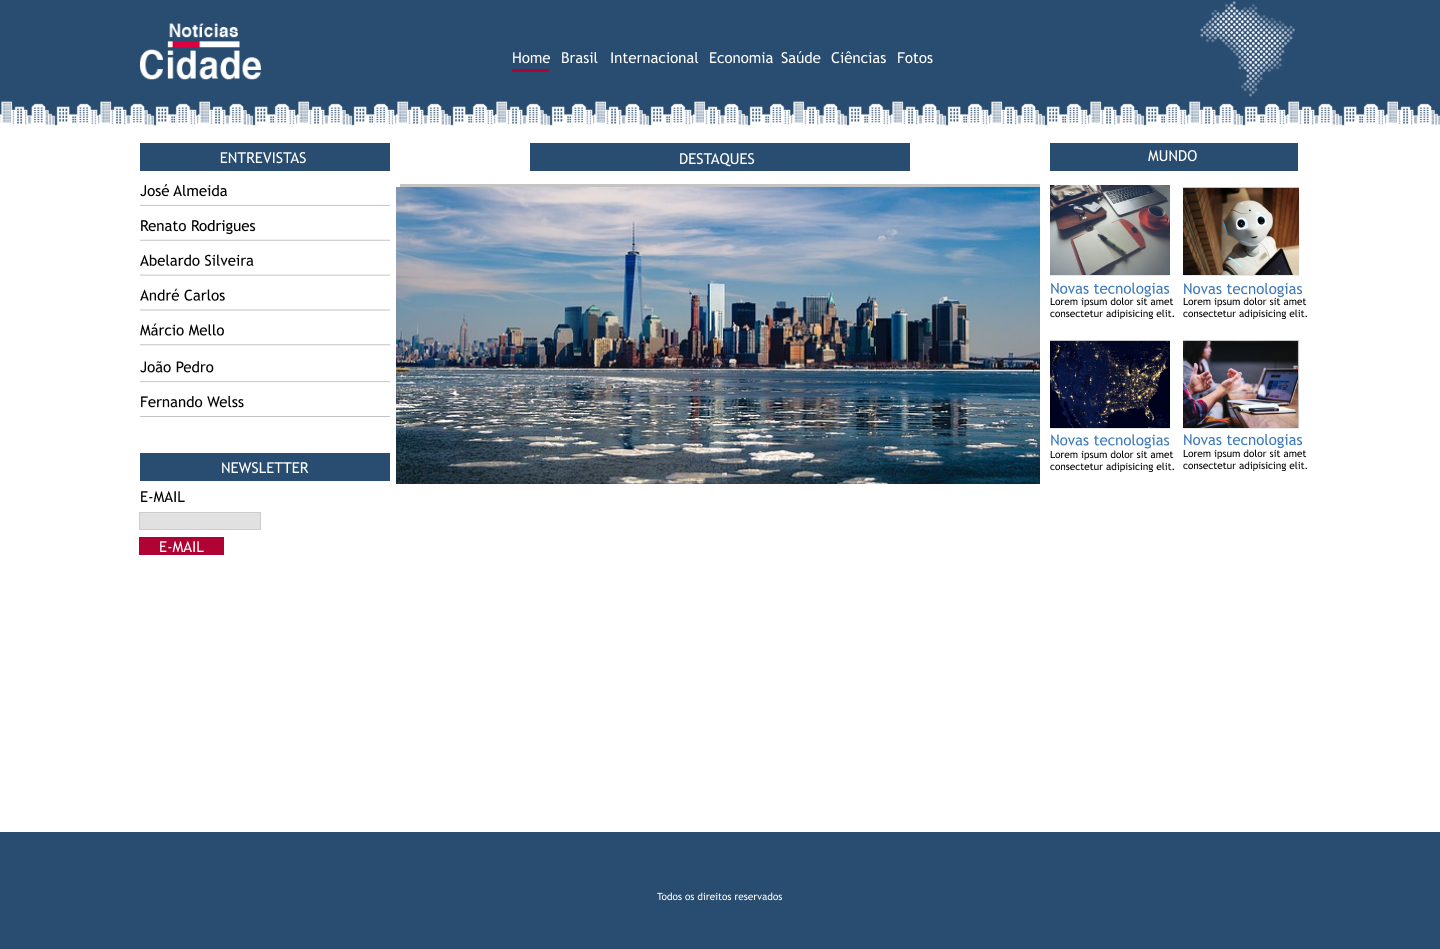 Notícias
Cidade
Home Brasil Internacional Economia Saúde Ciências Fotos
ENTREVISTAS
José Almeida
Renato Rodrigues
Abelardo Silveira
André Carlos
Márcio Mello
João Pedro
Fernando Welss
NEWSLETTER
E-MAIL
E-MAIL
DESTAQUES
MUNDO
Novas tecnologias
Lorem ipsum dolor sit amet
consectetur adipisicing elit.
Novas tecnologias
Lorem ipsum dolor sit amet
consectetur adipisicing elit.
Novas tecnologias
Lorem ipsum dolor sit amet
consectetur adipisicing elit.
Novas tecnologias
Lorem ipsum dolor sit amet
consectetur adipisicing elit.
Todos os direitos reservados